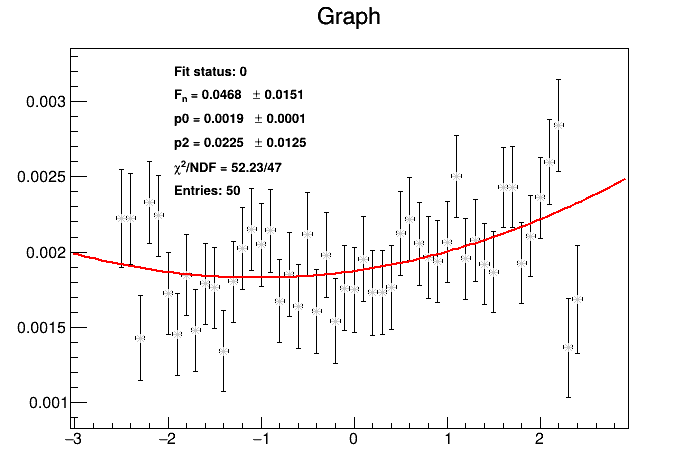 Graph
Fit status: 0
Fn = 0.0468 ± 0.0151
p0 = 0.0019 ± 0.0001
p2 = 0.0225 ± 0.0125
χ²/NDF = 52.23/47
Entries: 50
0.003
0.0025
0.002
0.0015
0.001
−3 −2 −1 0 1 2